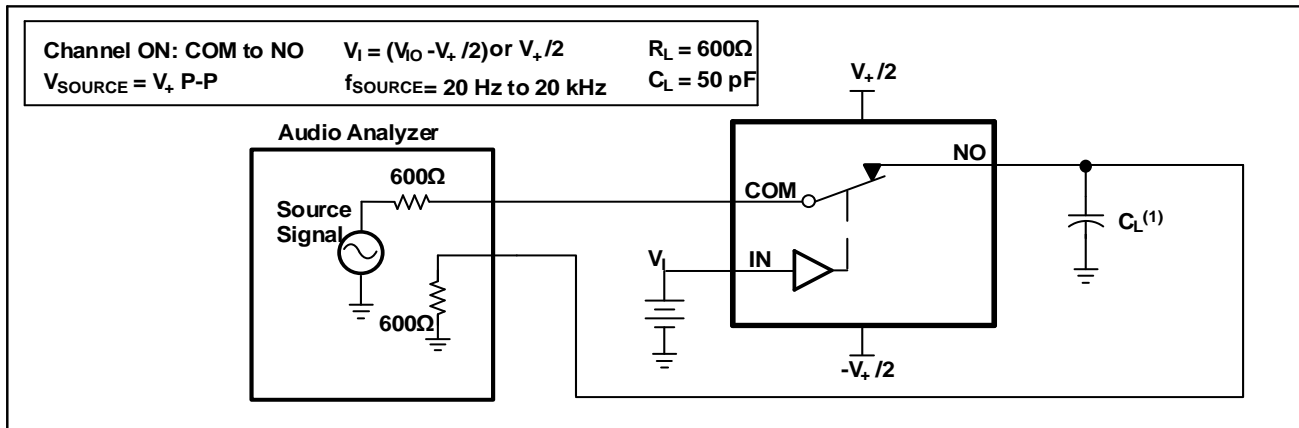 Channel ON: COM to NO V_I = (V_IO -V_+ /2) or V_+ /2 R_L = 600Ω
V_SOURCE = V_+ P-P f_SOURCE = 20 Hz to 20 kHz C_L = 50 pF
V_+ /2
Audio Analyzer
600Ω
NO
COM
Source
Signal
C_L^(1)
V_I
IN
600Ω
-V_+ /2